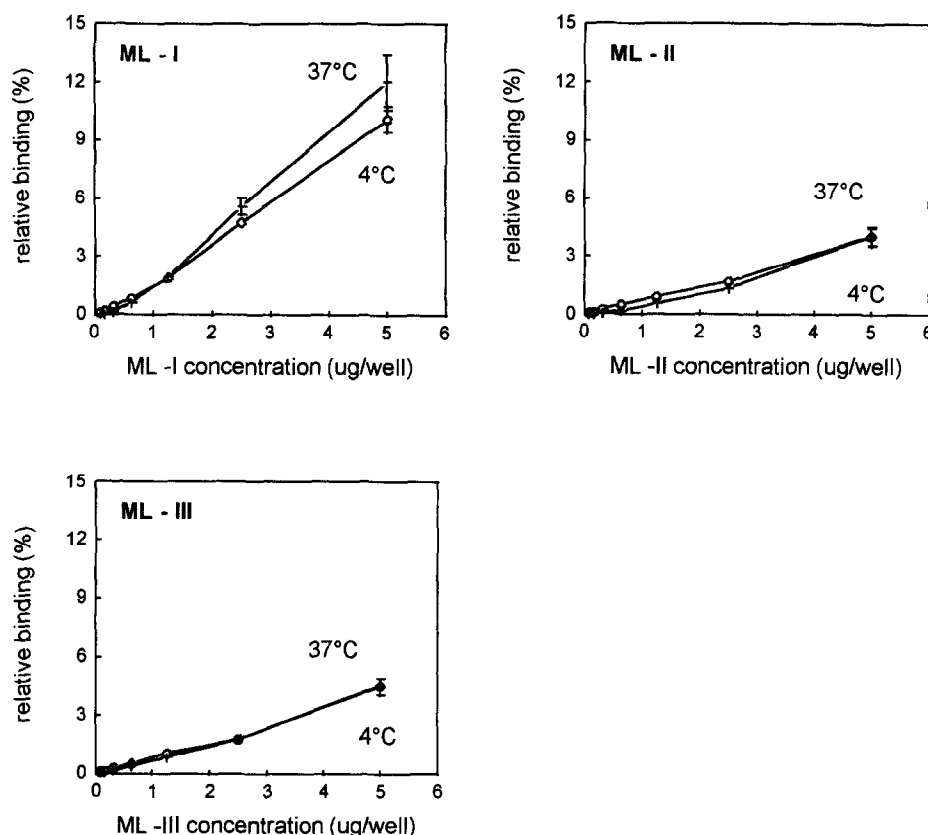 ML - I
37°C
4°C
relative binding (%)
15
12
9
6
3
0
0 1 2 3 4 5 6
ML -I concentration (ug/well)
ML - II
37°C
4°C
relative binding (%)
15
12
9
6
3
0
0 1 2 3 4 5 6
ML -II concentration (ug/well)
ML - III
37°C
4°C
relative binding (%)
15
12
9
6
3
0
0 1 2 3 4 5 6
ML -III concentration (ug/well)